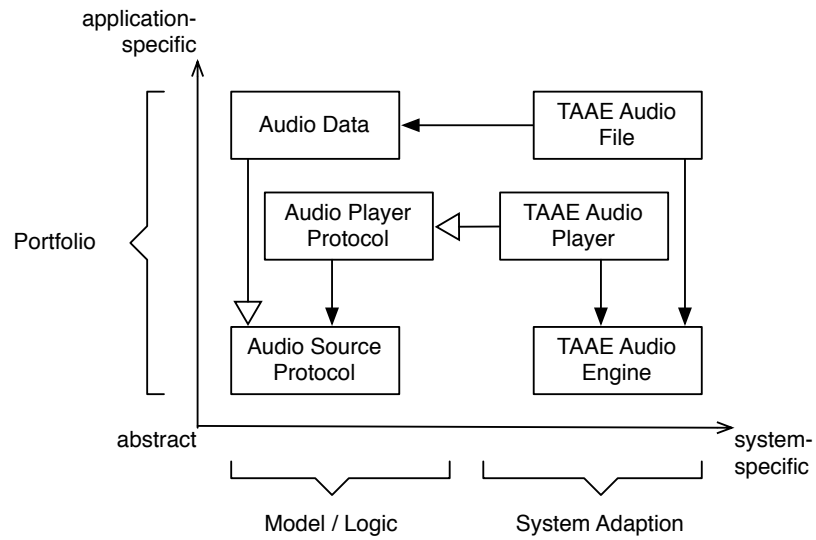 application-
specific
Audio Data
TAAE Audio
File
Audio Player
Protocol
TAAE Audio
Player
Portfolio
Audio Source
Protocol
TAAE Audio
Engine
abstract
system-
specific
Model / Logic
System Adaption